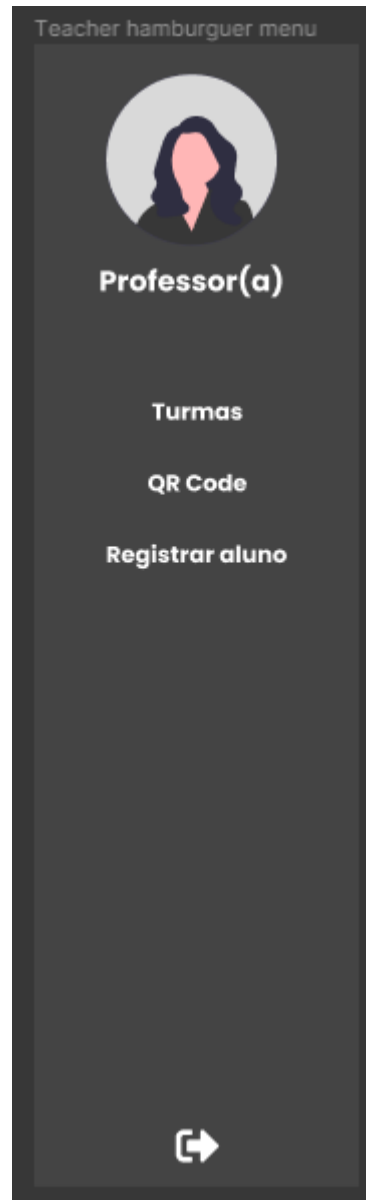 Teacher hamburguer menu
Professor(a)
Turmas
QR Code
Registrar aluno